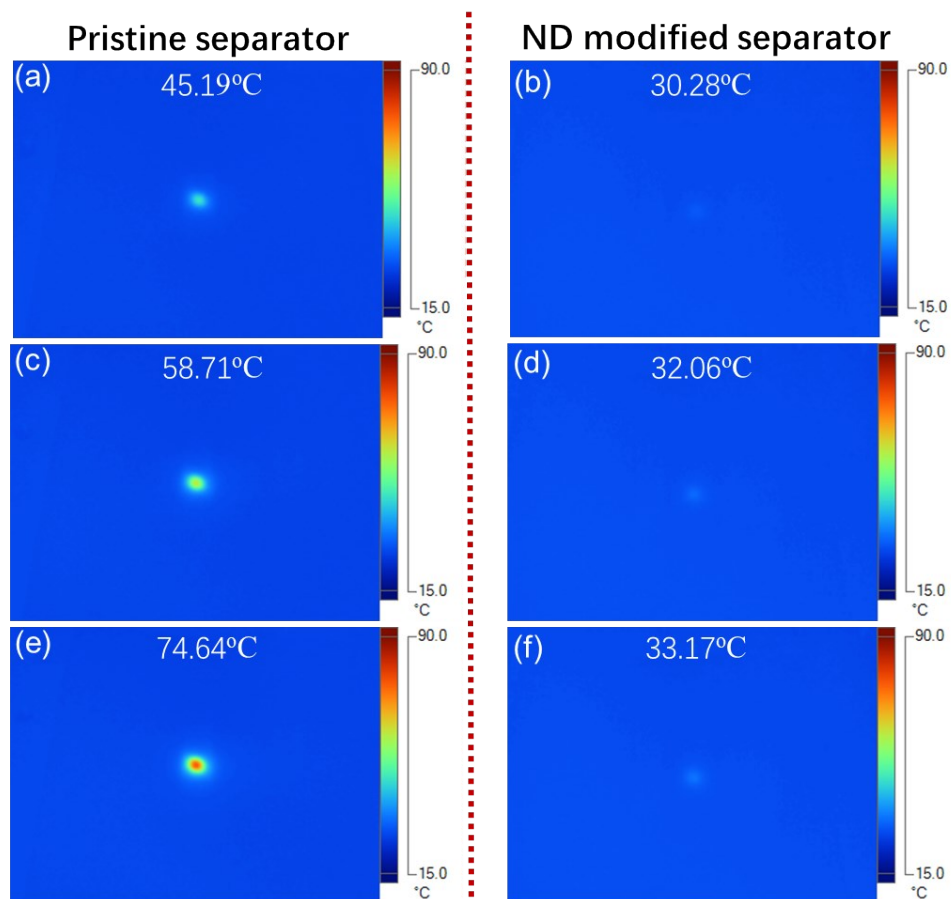 Pristine separator
ND modified separator
(a)
45.19ºC
90.0
15.0
°C
(b)
30.28ºC
90.0
15.0
°C
(c)
58.71ºC
90.0
15.0
°C
(d)
32.06ºC
90.0
15.0
°C
(e)
74.64ºC
90.0
15.0
°C
(f)
33.17ºC
90.0
15.0
°C